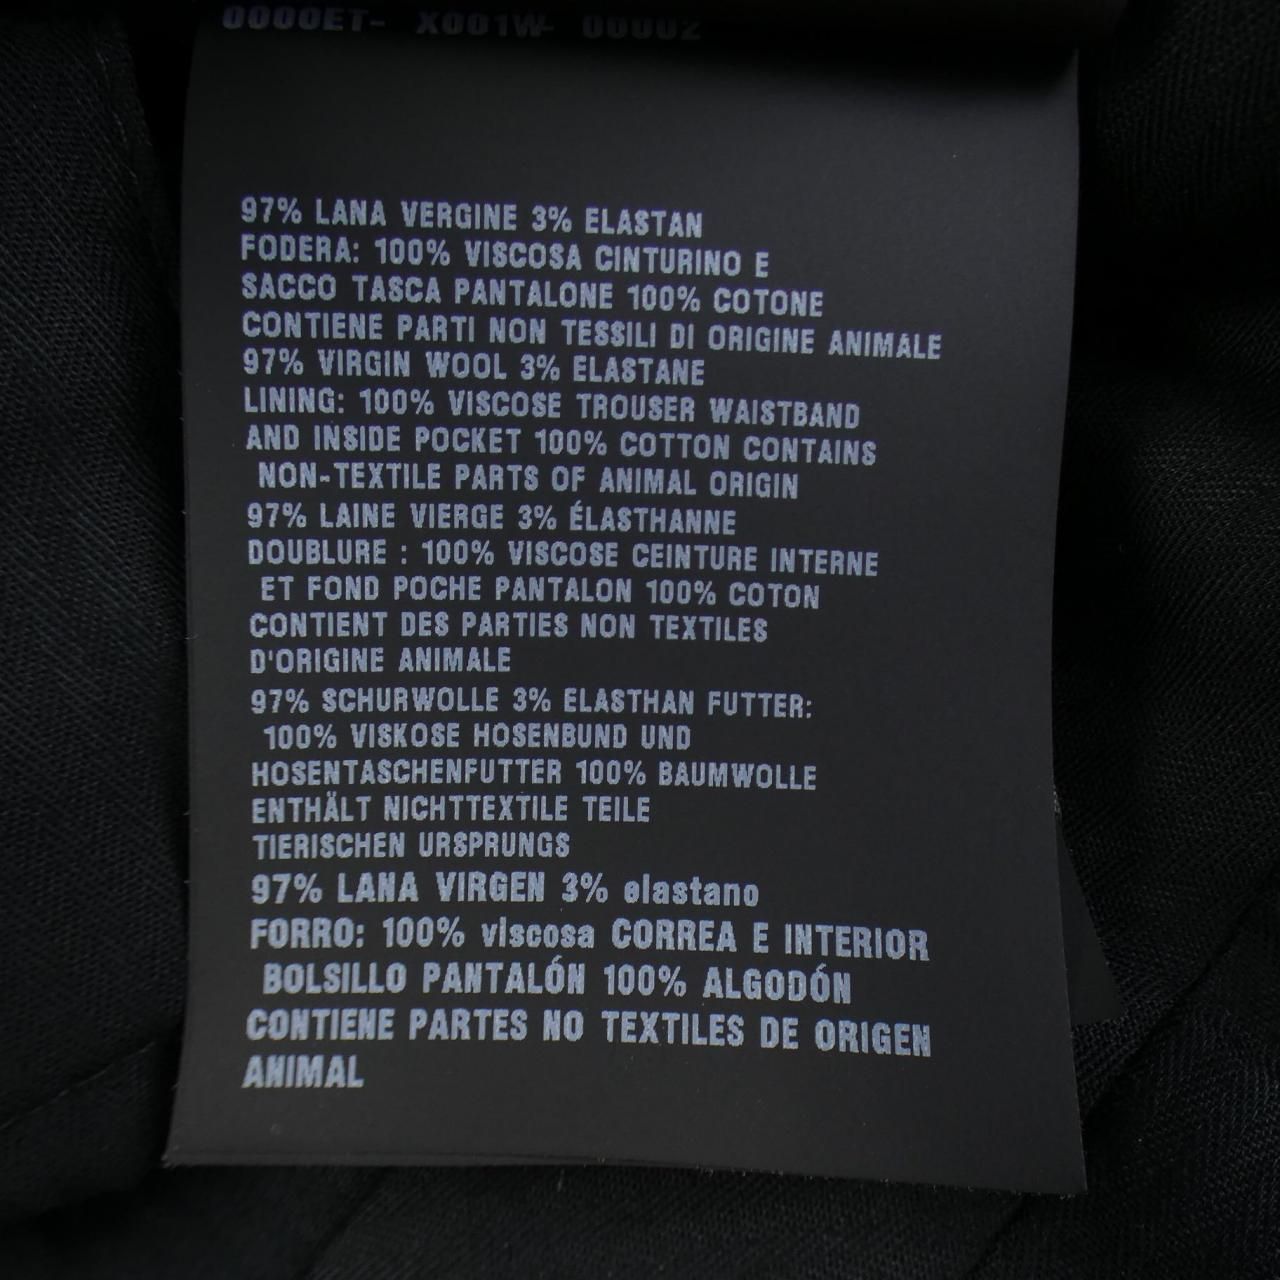 0000ET- X001W- 00002
97% LANA VERGINE 3% ELASTAN
FODERA: 100% VISCOSA CINTURINO E
SACCO TASCA PANTALONE 100% COTONE
CONTIENE PARTI NON TESSILI DI ORIGINE ANIMALE
97% VIRGIN WOOL 3% ELASTANE
LINING: 100% VISCOSE TROUSER WAISTBAND
AND INSIDE POCKET 100% COTTON CONTAINS
NON-TEXTILE PARTS OF ANIMAL ORIGIN
97% LAINE VIERGE 3% ÉLASTHANNE
DOUBLURE : 100% VISCOSE CEINTURE INTERNE
ET FOND POCHE PANTALON 100% COTON
CONTIENT DES PARTIES NON TEXTILES
D'ORIGINE ANIMALE
97% SCHURWOLLE 3% ELASTHAN FUTTER:
100% VISKOSE HOSENBUND UND
HOSENTASCHENFUTTER 100% BAUMWOLLE
ENTHÄLT NICHTTEXTILE TEILE
TIERISCHEN URSPRUNGS
97% LANA VIRGEN 3% elastano
FORRO: 100% viscosa CORREA E INTERIOR
BOLSILLO PANTALÓN 100% ALGODÓN
CONTIENE PARTES NO TEXTILES DE ORIGEN
ANIMAL